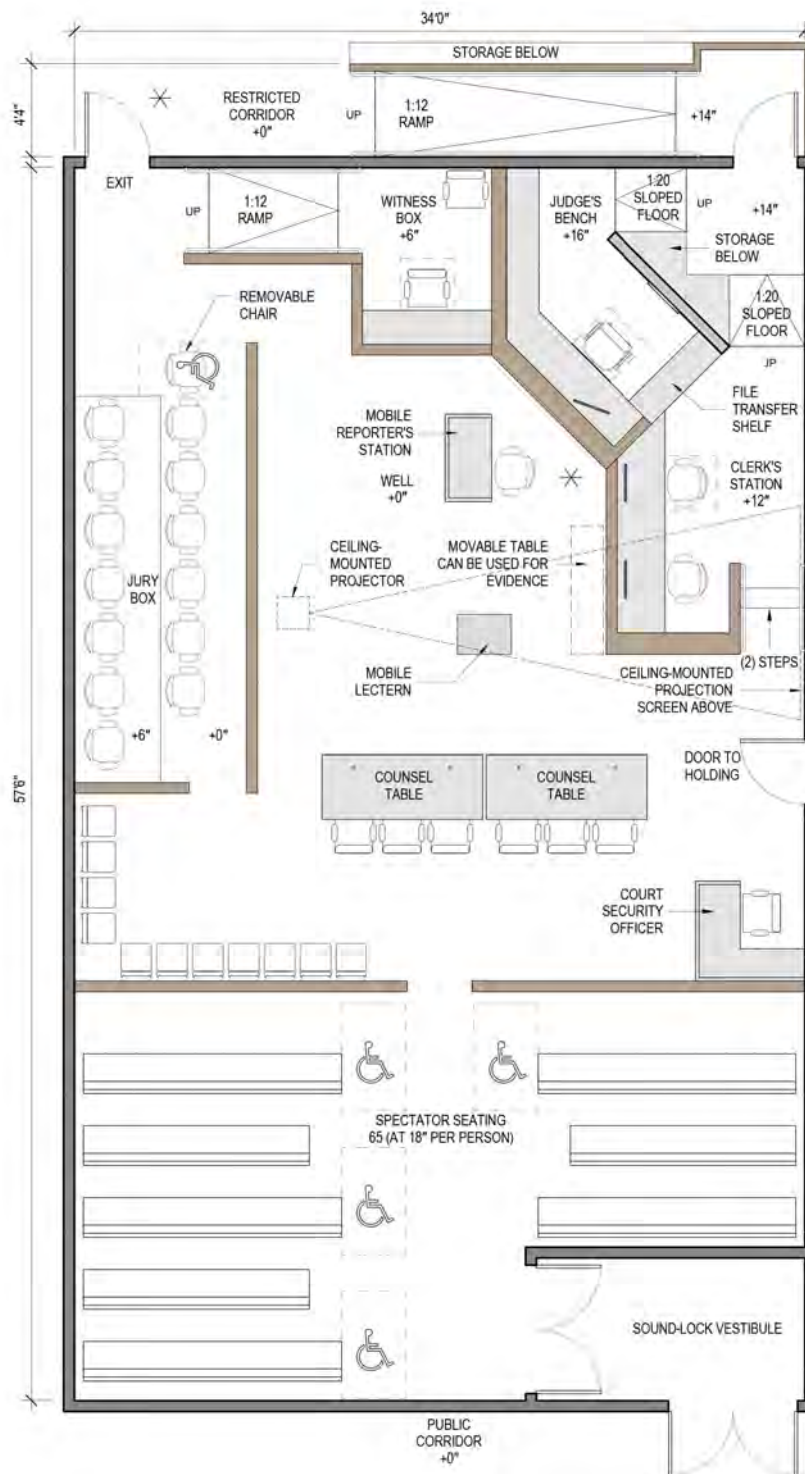 34'0"
STORAGE BELOW
4'4"
RESTRICTED
CORRIDOR
+0"
UP
1:12
RAMP
+14"
EXIT
UP
1:12
RAMP
WITNESS
BOX
+6"
JUDGE'S
BENCH
+16"
1:20
SLOPED
FLOOR
UP
+14"
STORAGE
BELOW
1:20
SLOPED
FLOOR
REMOVABLE
CHAIR
JP
FILE
TRANSFER
SHELF
MOBILE
REPORTER'S
STATION
WELL
+0"
CLERK'S
STATION
+12"
CEILING-
MOUNTED
PROJECTOR
MOVABLE TABLE
CAN BE USED FOR
EVIDENCE
JURY
BOX
MOBILE
LECTERN
(2) STEPS
CEILING-MOUNTED
PROJECTION
SCREEN ABOVE
+6"
+0"
57'6"
COUNSEL
TABLE
COUNSEL
TABLE
DOOR TO
HOLDING
COURT
SECURITY
OFFICER
SPECTATOR SEATING
65 (AT 18" PER PERSON)
SOUND-LOCK VESTIBULE
PUBLIC
CORRIDOR
+0"